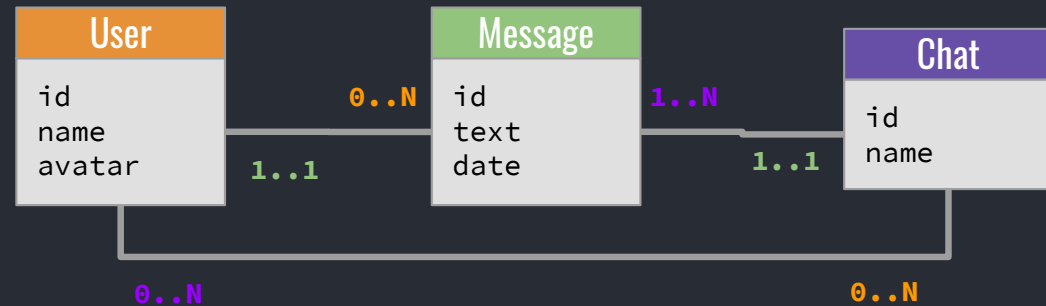 User
id
name
avatar
0..N
1..1
Message
id
text
date
1..N
1..1
Chat
id
name
0..N
0..N